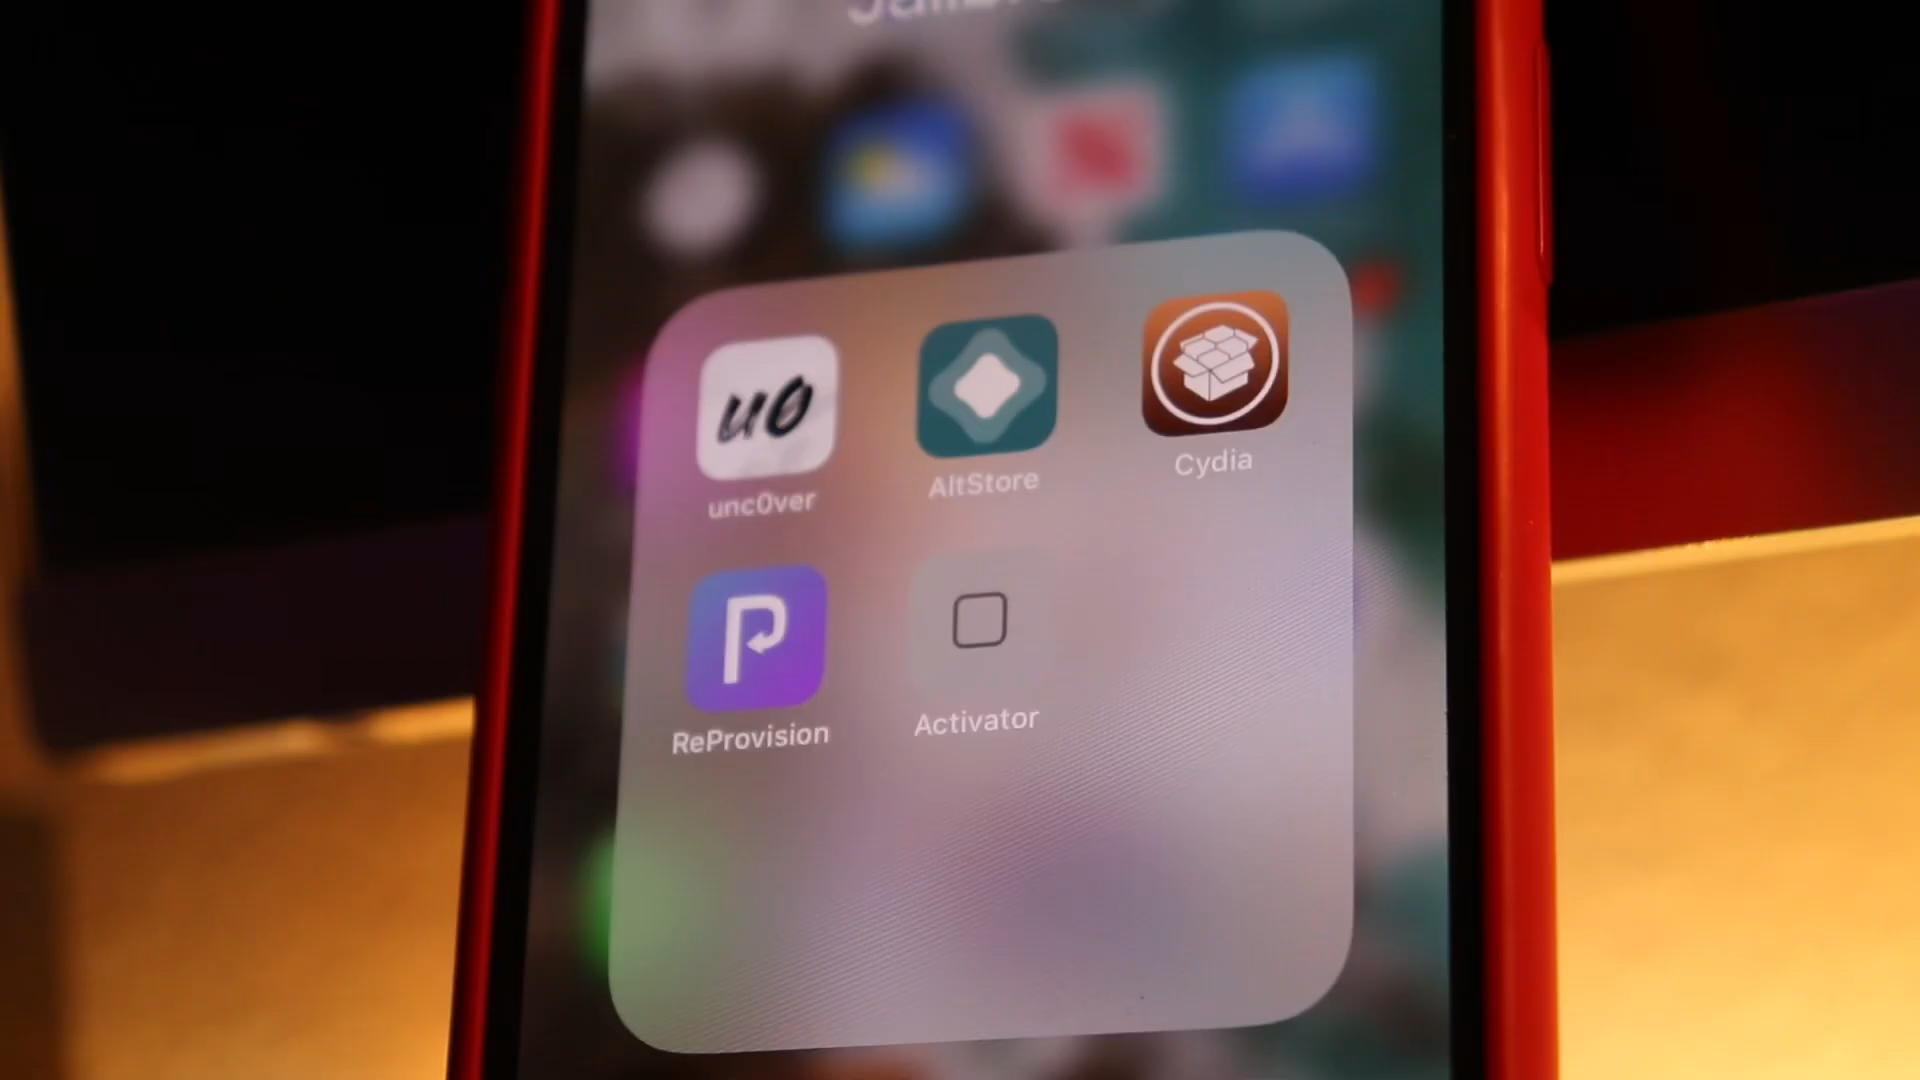 u0
unc0ver
AltStore
Cydia
ReProvision
Activator